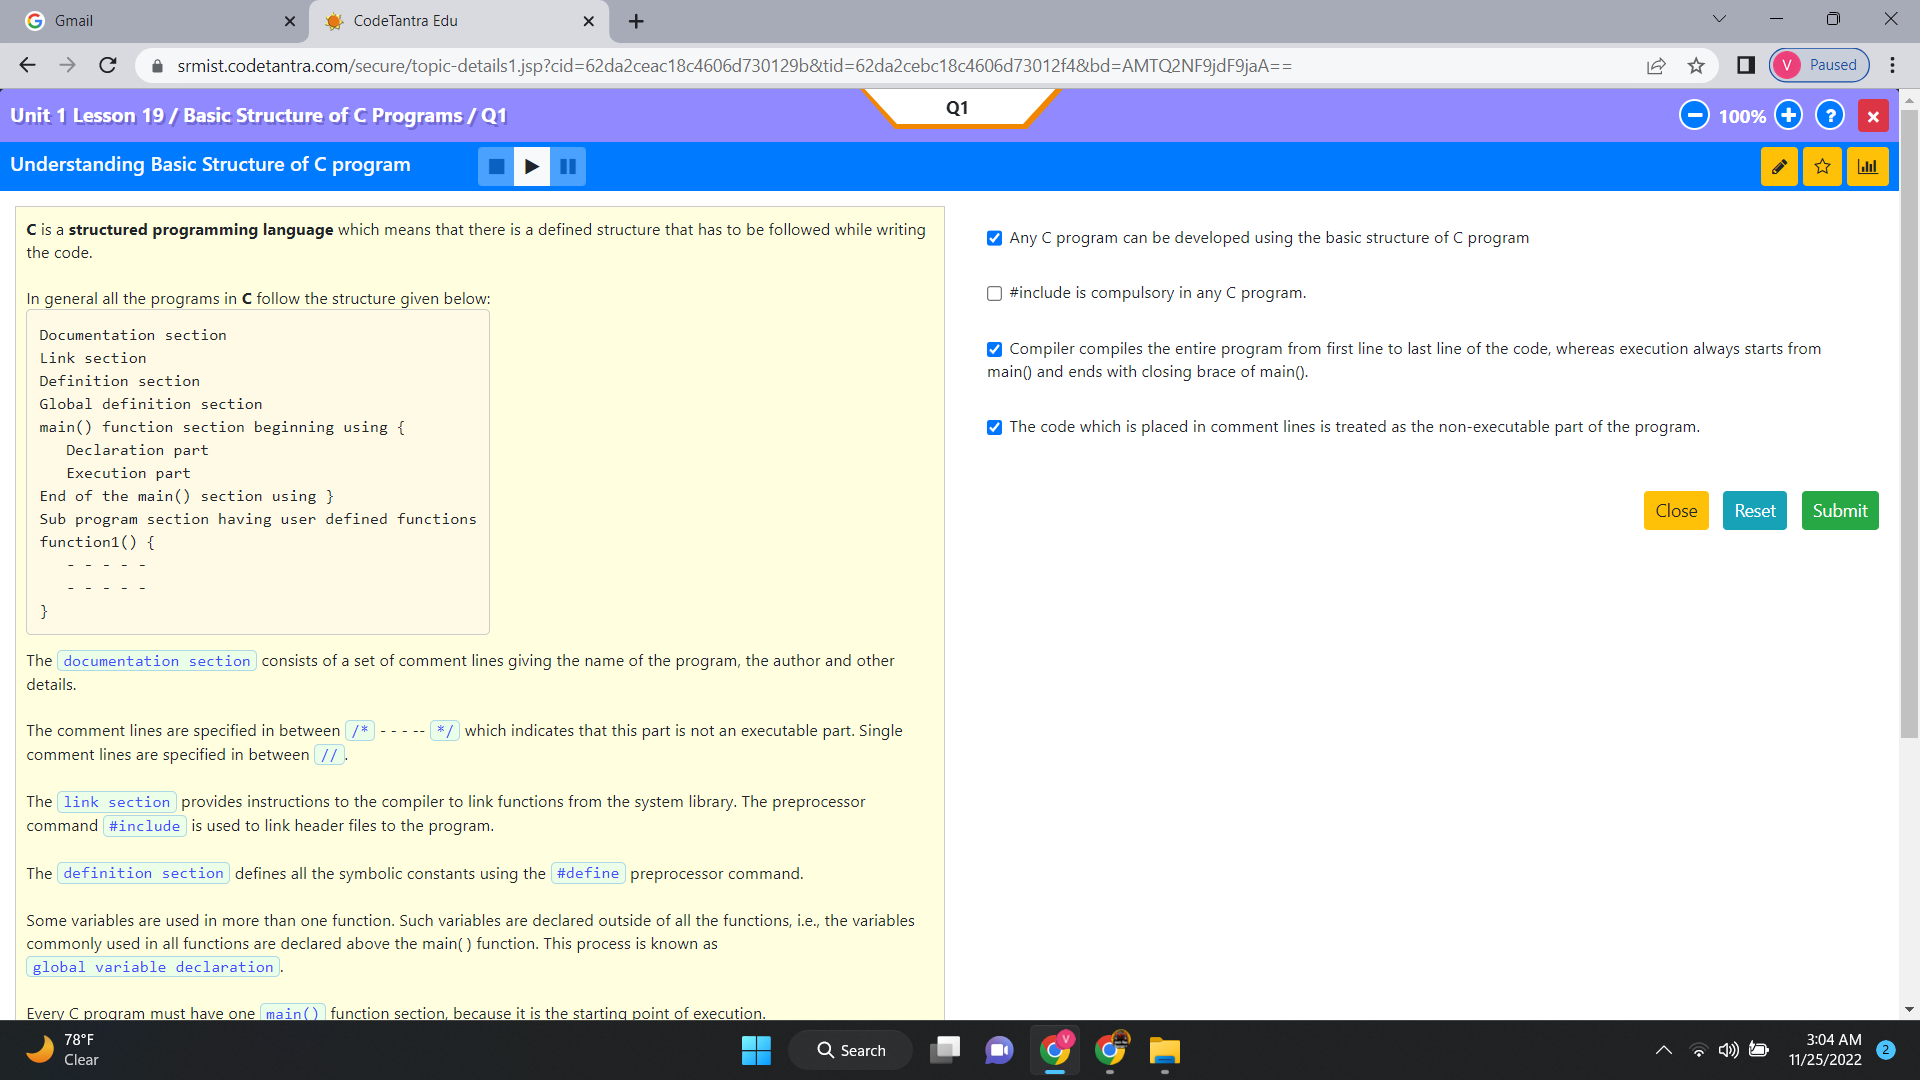 Gmail
CodeTantra Edu
srmist.codetantra.com/secure/topic-details1.jsp?cid=62da2ceac18c4606d730129b&tid=62da2cebc18c4606d73012f4&bd=AMTQ2NF9jdF9jaA==
V Paused
Unit 1 Lesson 19 / Basic Structure of C Programs / Q1
Q1
100%
?
Understanding Basic Structure of C program
C is a structured programming language which means that there is a defined structure that has to be followed while writing
the code.
In general all the programs in C follow the structure given below:
Documentation section
Link section
Definition section
Global definition section
main() function section beginning using {
Declaration part
Execution part
End of the main() section using }
Sub program section having user defined functions
function1() {
- - - - -
- - - - -
}
The documentation section consists of a set of comment lines giving the name of the program, the author and other
details.
The comment lines are specified in between /* - - - -- */ which indicates that this part is not an executable part. Single
comment lines are specified in between //.
The link section provides instructions to the compiler to link functions from the system library. The preprocessor
command #include is used to link header files to the program.
The definition section defines all the symbolic constants using the #define preprocessor command.
Some variables are used in more than one function. Such variables are declared outside of all the functions, i.e., the variables
commonly used in all functions are declared above the main( ) function. This process is known as
global variable declaration.
Every C program must have one main() function section, because it is the starting point of execution.
Any C program can be developed using the basic structure of C program
#include is compulsory in any C program.
Compiler compiles the entire program from first line to last line of the code, whereas execution always starts from
main() and ends with closing brace of main().
The code which is placed in comment lines is treated as the non-executable part of the program.
Close
Reset
Submit
78°F
Clear
Search
V
3:04 AM
11/25/2022
2